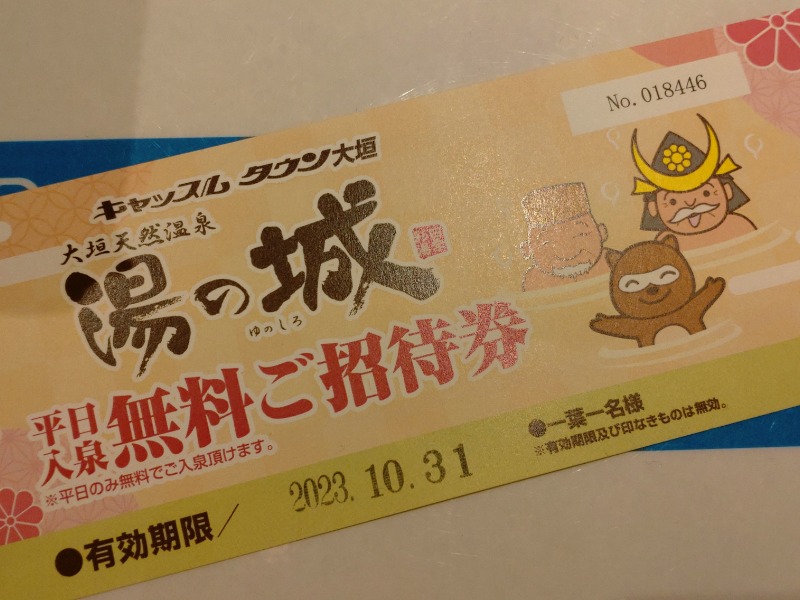 No.018446
キャッスル タウン大垣
大垣天然温泉
湯の城
ゆのしろ
平日入泉無料ご招待券
※平日のみ無料でご入泉頂けます。
●一葉一名様
※有効期限及び印なきものは無効。
●有効期限/ 2023.10.31